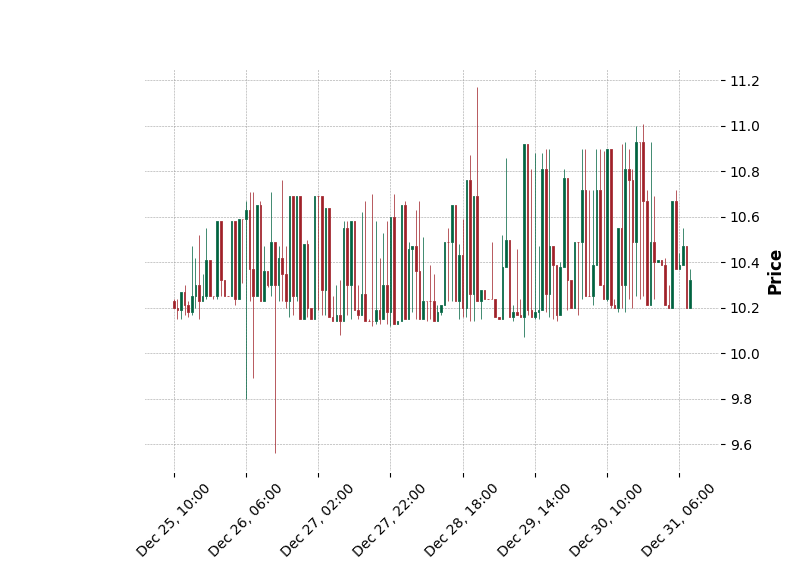 11.2
11.0
10.8
10.6
10.4
10.2
10.0
9.8
9.6
Price
Dec 25, 10:00
Dec 26, 06:00
Dec 27, 02:00
Dec 27, 22:00
Dec 28, 18:00
Dec 29, 14:00
Dec 30, 10:00
Dec 31, 06:00